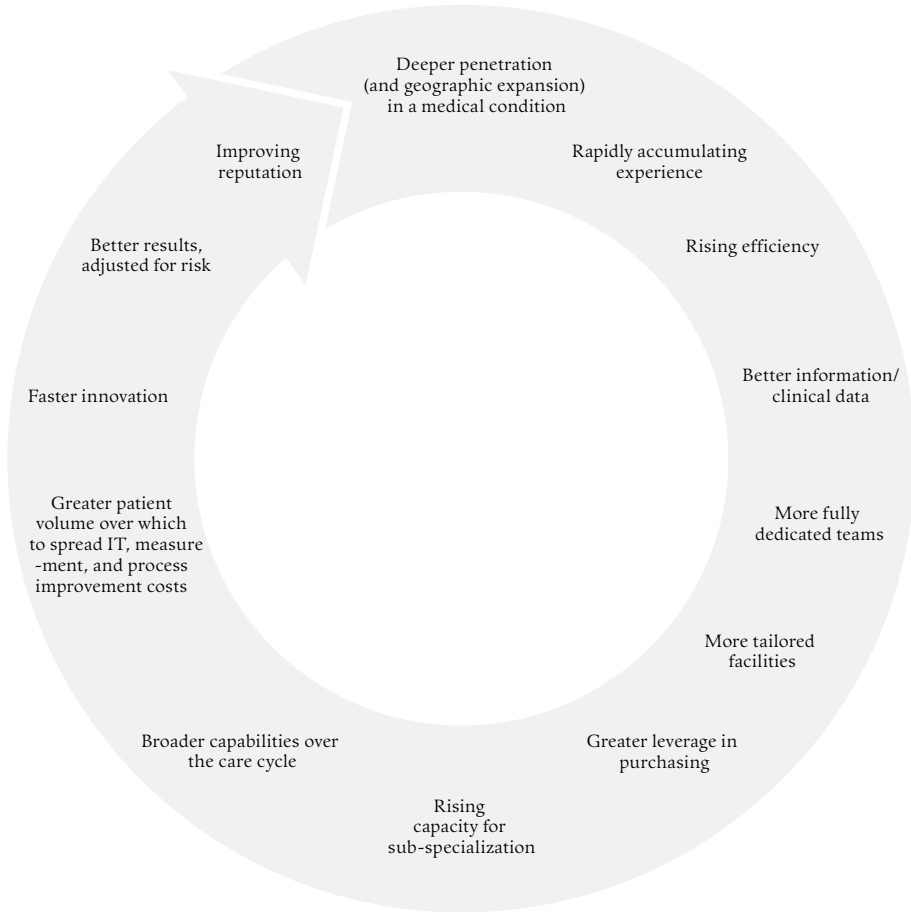 Deeper penetration
(and geographic expansion)
in a medical condition
Rapidly accumulating
experience
Rising efficiency
Better information/
clinical data
More fully
dedicated teams
More tailored
facilities
Greater leverage in
purchasing
Rising
capacity for
sub-specialization
Broader capabilities over
the care cycle
Greater patient
volume over which
to spread IT, measure
-ment, and process
improvement costs
Faster innovation
Better results,
adjusted for risk
Improving
reputation